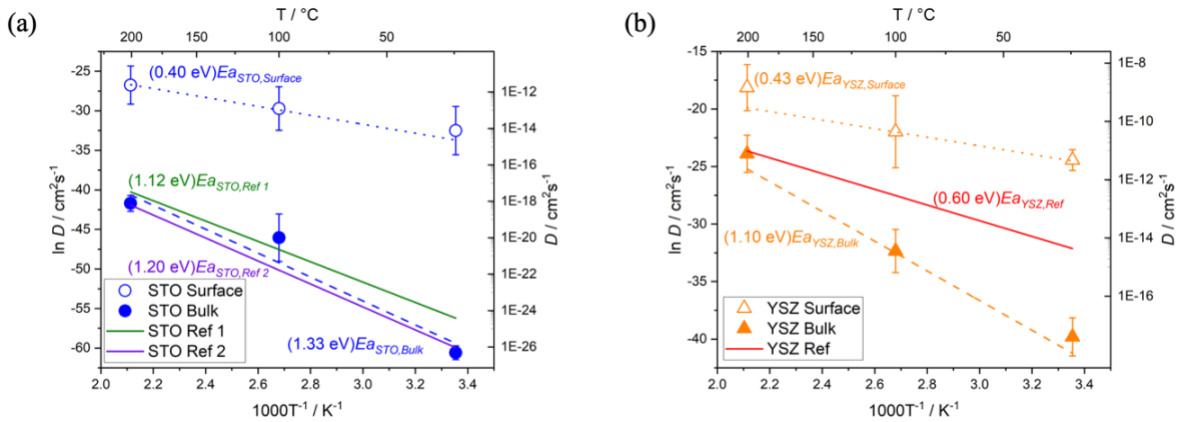 (a)
T / °C
200 150 100 50
-25
-30
-35
-40
-45
-50
-55
-60
ln D / cm²s⁻¹
(0.40 eV)Ea_STO,Surface
(1.12 eV)Ea_STO,Ref 1
(1.20 eV)Ea_STO,Ref 2
(1.33 eV)Ea_STO,Bulk
STO Surface
STO Bulk
STO Ref 1
STO Ref 2
1E-12
1E-14
1E-16
1E-18
1E-20
1E-22
1E-24
1E-26
D / cm²s⁻¹
2.0 2.2 2.4 2.6 2.8 3.0 3.2 3.4
1000T⁻¹ / K⁻¹
(b)
T / °C
200 150 100 50
-15
-20
-25
-30
-35
-40
ln D / cm²s⁻¹
(0.43 eV)Ea_YSZ,Surface
(0.60 eV)Ea_YSZ,Ref
(1.10 eV)Ea_YSZ,Bulk
YSZ Surface
YSZ Bulk
YSZ Ref
1E-8
1E-10
1E-12
1E-14
1E-16
D / cm²s⁻¹
2.0 2.2 2.4 2.6 2.8 3.0 3.2 3.4
1000T⁻¹ / K⁻¹